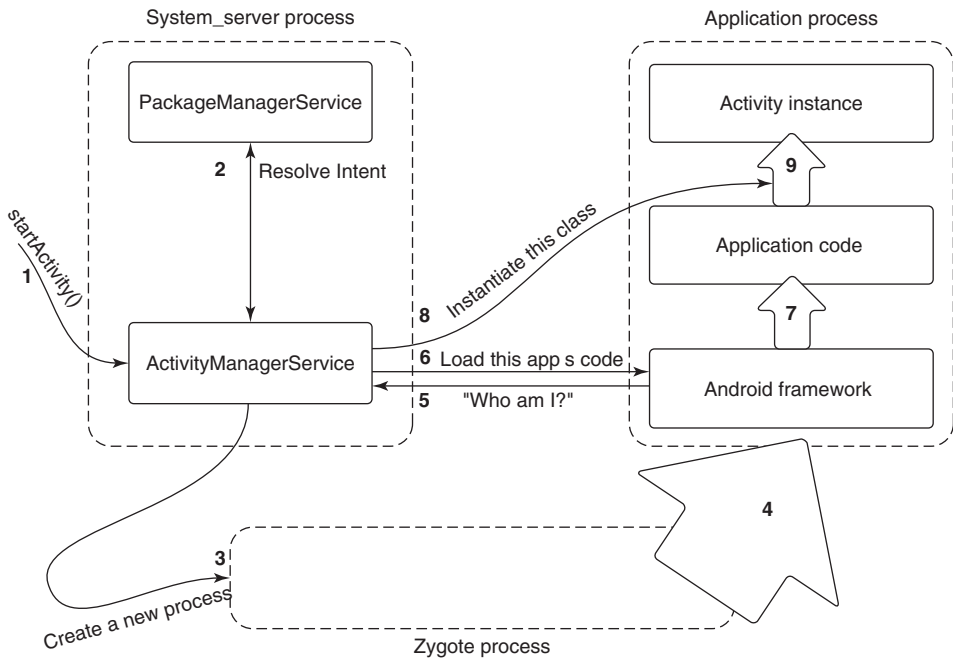 System_server process
Application process
PackageManagerService
Activity instance
2
Resolve Intent
9
startActivity()
1
Instantiate this class
8
Application code
7
ActivityManagerService
6
Load this app s code
5
"Who am I?"
Android framework
4
3
Create a new process
Zygote process